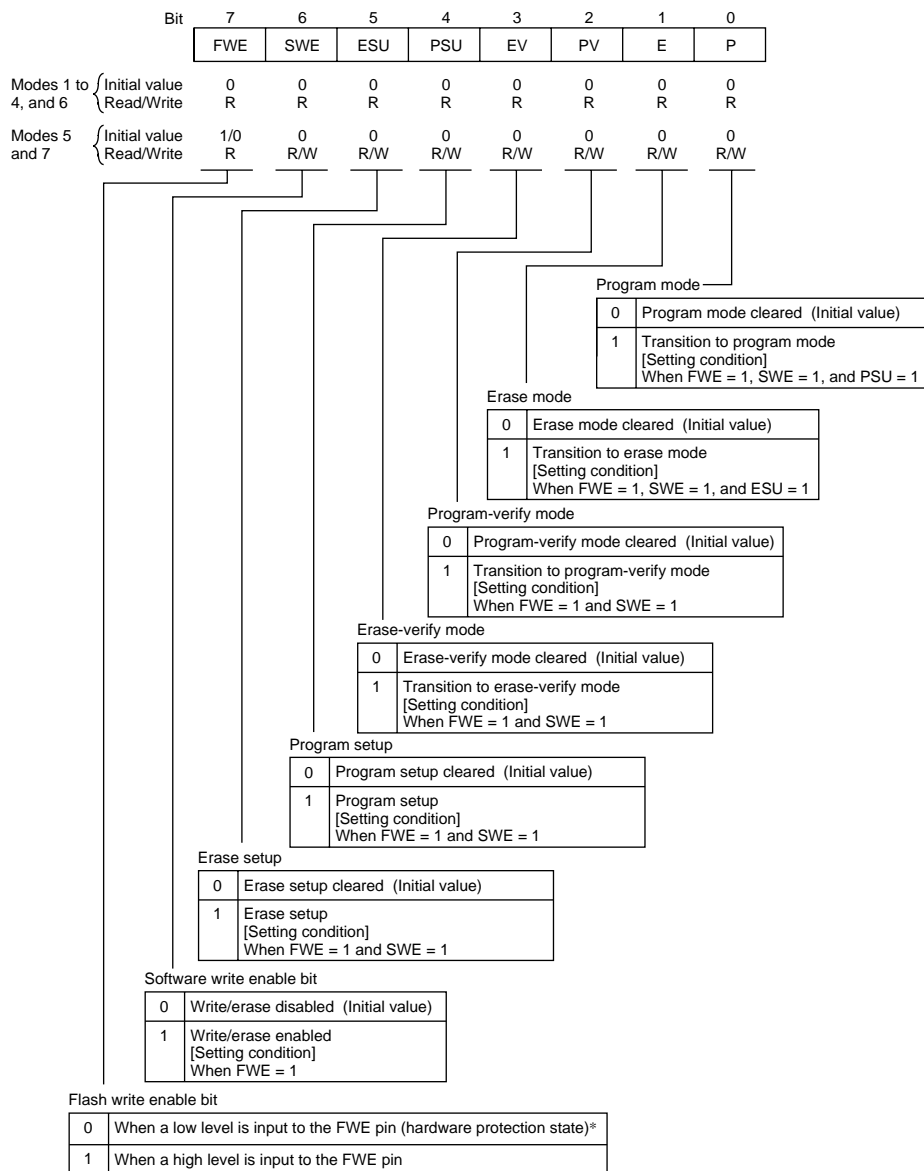 Bit 7 6 5 4 3 2 1 0
FWE SWE ESU PSU EV PV E P
Modes 1 to 4, and 6 { Initial value 0 0 0 0 0 0 0 0
Read/Write R R R R R R R R
Modes 5 and 7 { Initial value 1/0 0 0 0 0 0 0 0
Read/Write R R/W R/W R/W R/W R/W R/W R/W
Program mode
0 Program mode cleared (Initial value)
1 Transition to program mode
[Setting condition]
When FWE = 1, SWE = 1, and PSU = 1
Erase mode
0 Erase mode cleared (Initial value)
1 Transition to erase mode
[Setting condition]
When FWE = 1, SWE = 1, and ESU = 1
Program-verify mode
0 Program-verify mode cleared (Initial value)
1 Transition to program-verify mode
[Setting condition]
When FWE = 1 and SWE = 1
Erase-verify mode
0 Erase-verify mode cleared (Initial value)
1 Transition to erase-verify mode
[Setting condition]
When FWE = 1 and SWE = 1
Program setup
0 Program setup cleared (Initial value)
1 Program setup
[Setting condition]
When FWE = 1 and SWE = 1
Erase setup
0 Erase setup cleared (Initial value)
1 Erase setup
[Setting condition]
When FWE = 1 and SWE = 1
Software write enable bit
0 Write/erase disabled (Initial value)
1 Write/erase enabled
[Setting condition]
When FWE = 1
Flash write enable bit
0 When a low level is input to the FWE pin (hardware protection state)*
1 When a high level is input to the FWE pin